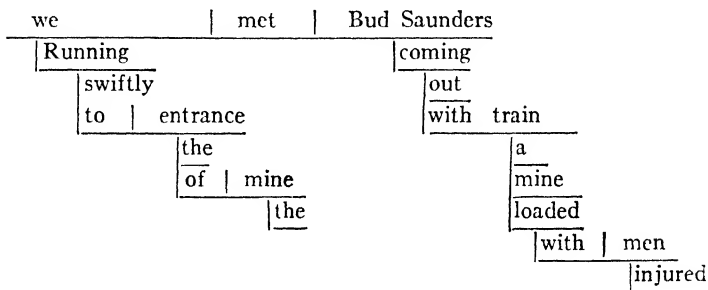 we | met | Bud Saunders
Running coming
swiftly out
to | entrance with train
the a
of | mine mine
the loaded
with | men
injured